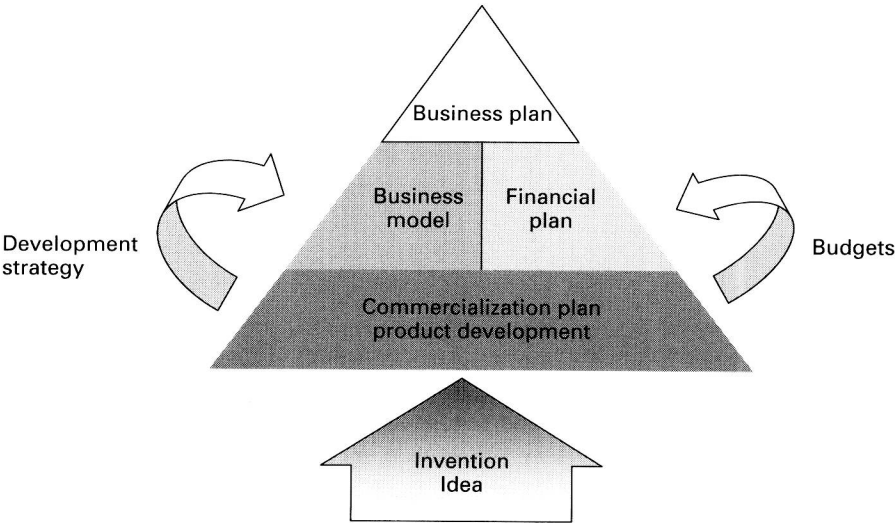 Business plan
Business
model
Financial
plan
Development
strategy
Budgets
Commercialization plan
product development
Invention
Idea